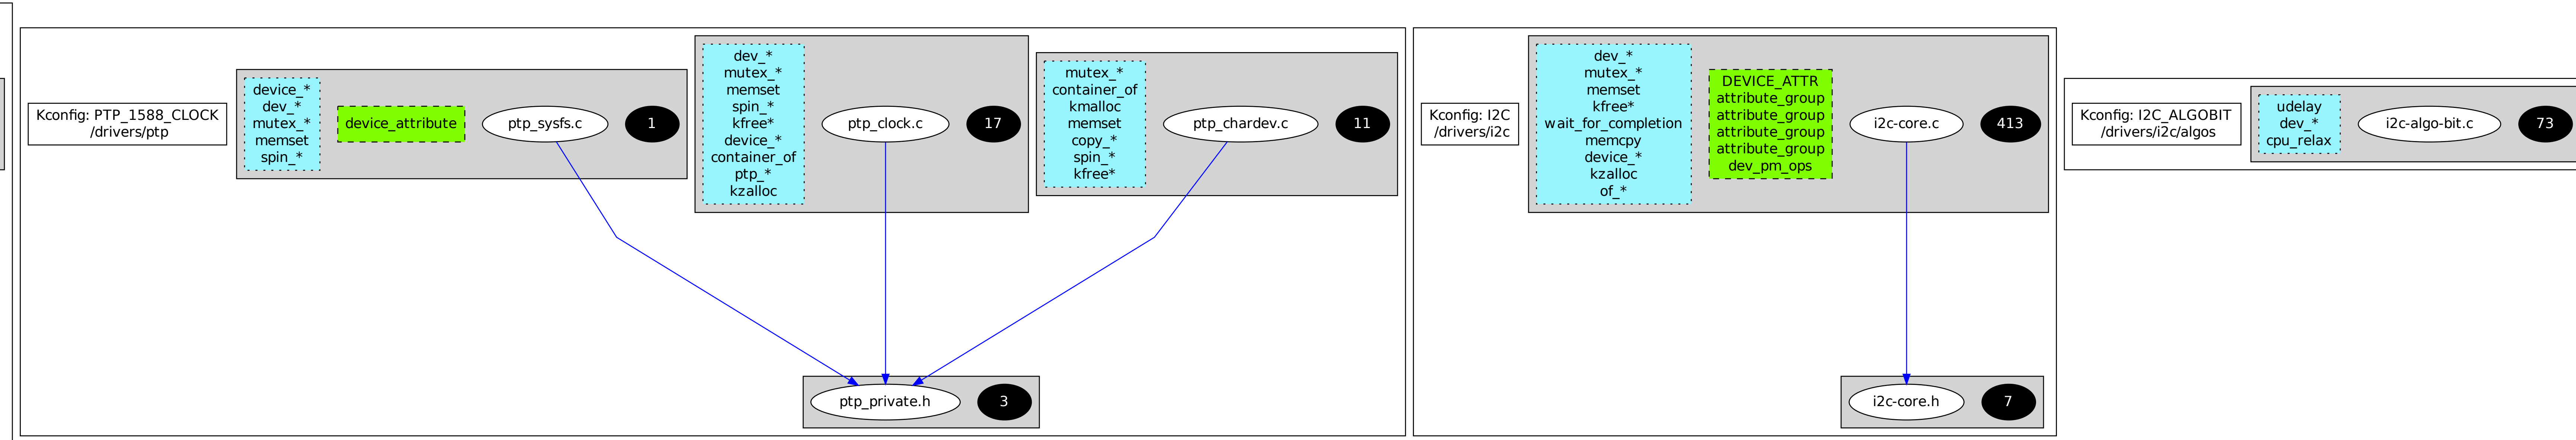 Kconfig: PTP_1588_CLOCK
/drivers/ptp
device_*
dev_*
mutex_*
memset
spin_*
device_attribute
ptp_sysfs.c
1
dev_*
mutex_*
memset
spin_*
kfree*
device_*
container_of
ptp_*
kzalloc
ptp_clock.c
17
mutex_*
container_of
kmalloc
memset
copy_*
spin_*
kfree*
ptp_chardev.c
11
ptp_private.h
3
Kconfig: I2C
/drivers/i2c
dev_*
mutex_*
memset
kfree*
wait_for_completion
memcpy
device_*
kzalloc
of_*
DEVICE_ATTR
attribute_group
attribute_group
attribute_group
attribute_group
dev_pm_ops
i2c-core.c
413
i2c-core.h
7
Kconfig: I2C_ALGOBIT
/drivers/i2c/algos
udelay
dev_*
cpu_relax
i2c-algo-bit.c
73